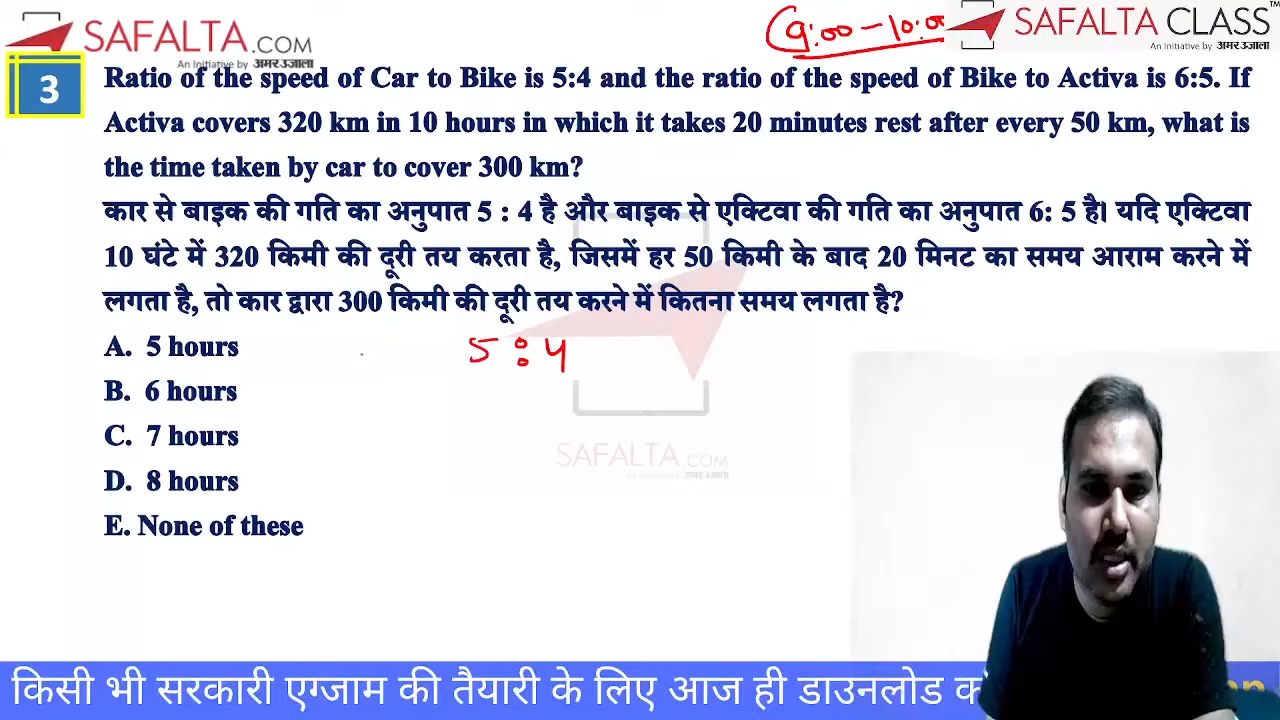 9:00-10:00
SAFALTA.COM
An Initiative by अमर उजाला
SAFALTA CLASS™
An Initiative by अमर उजाला
3
Ratio of the speed of Car to Bike is 5:4 and the ratio of the speed of Bike to Activa is 6:5. If
Activa covers 320 km in 10 hours in which it takes 20 minutes rest after every 50 km, what is
the time taken by car to cover 300 km?
कार से बाइक की गति का अनुपात 5 : 4 है और बाइक से एक्टिवा की गति का अनुपात 6: 5 है। यदि एक्टिवा
10 घंटे में 320 किमी की दूरी तय करता है, जिसमें हर 50 किमी के बाद 20 मिनट का समय आराम करने में
लगता है, तो कार द्वारा 300 किमी की दूरी तय करने में कितना समय लगता है?
A. 5 hours
5 : 4
B. 6 hours
C. 7 hours
SAFALTA.COM
D. 8 hours
E. None of these
किसी भी सरकारी एग्जाम की तैयारी के लिए आज ही डाउनलोड